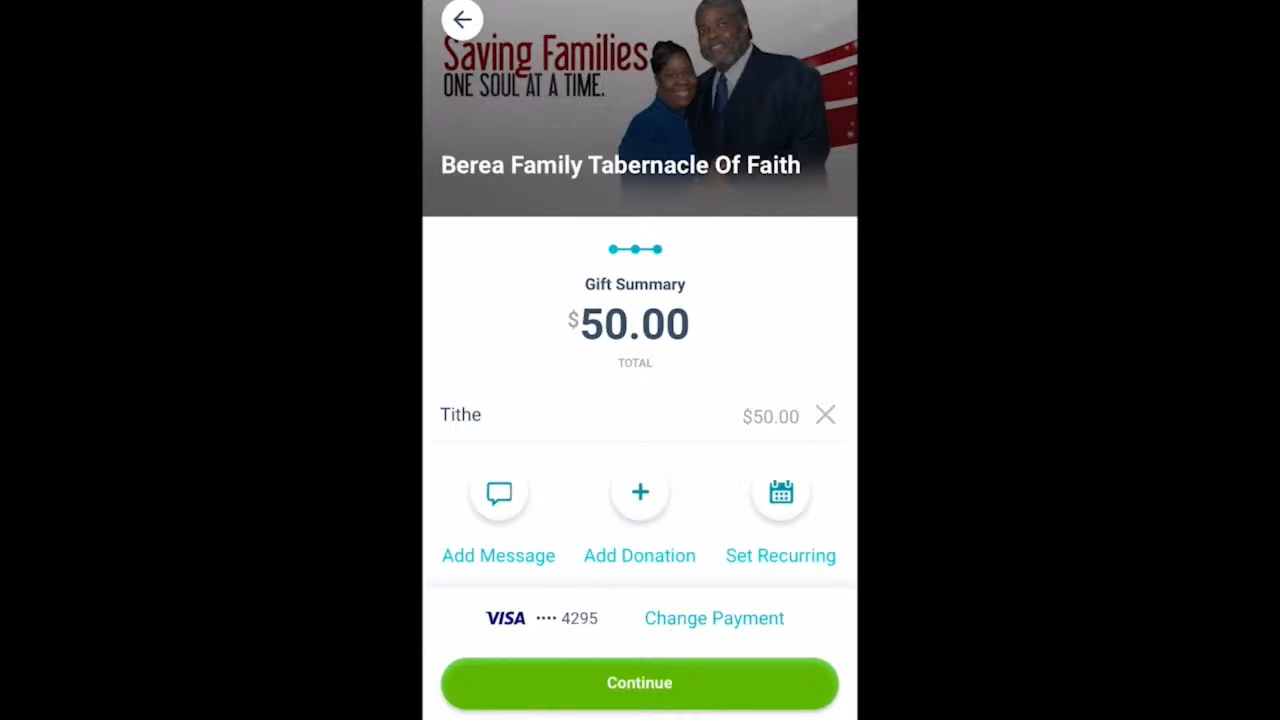 Saving Families
ONE SOUL AT A TIME.
Berea Family Tabernacle Of Faith
Gift Summary
$50.00
TOTAL
Tithe $50.00
Add Message Add Donation Set Recurring
VISA •••• 4295 Change Payment
Continue